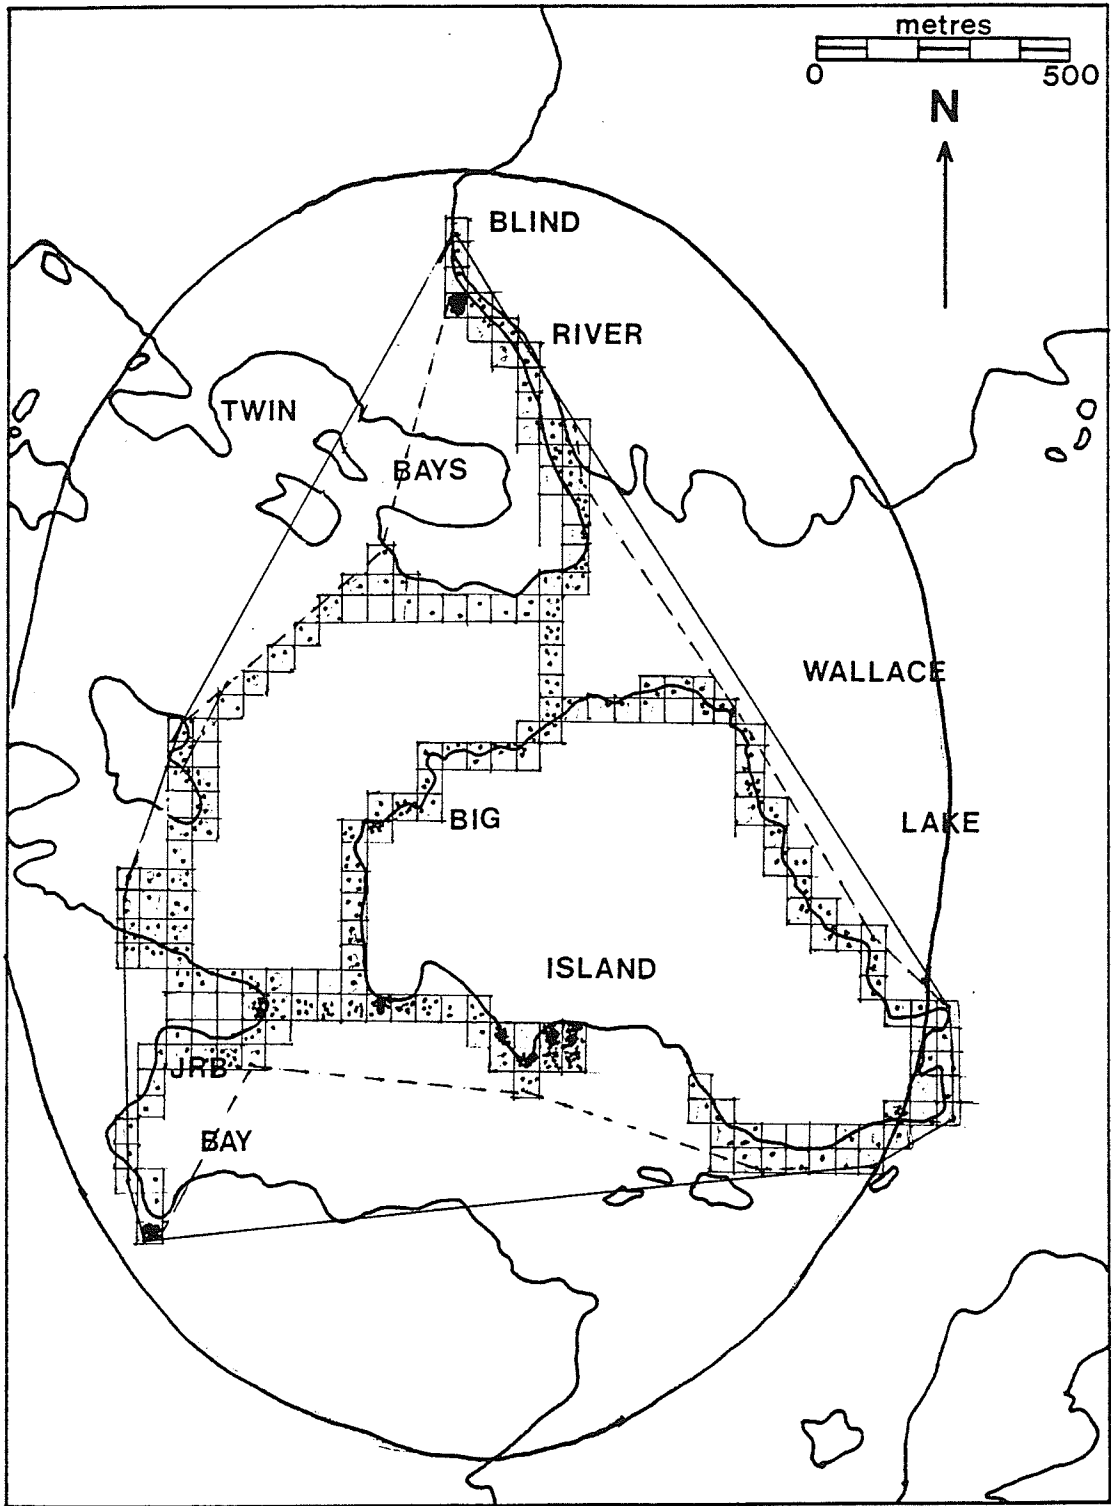 metres
0 500
N
BLIND
RIVER
TWIN
BAYS
WALLACE
BIG
LAKE
ISLAND
JRB
BAY